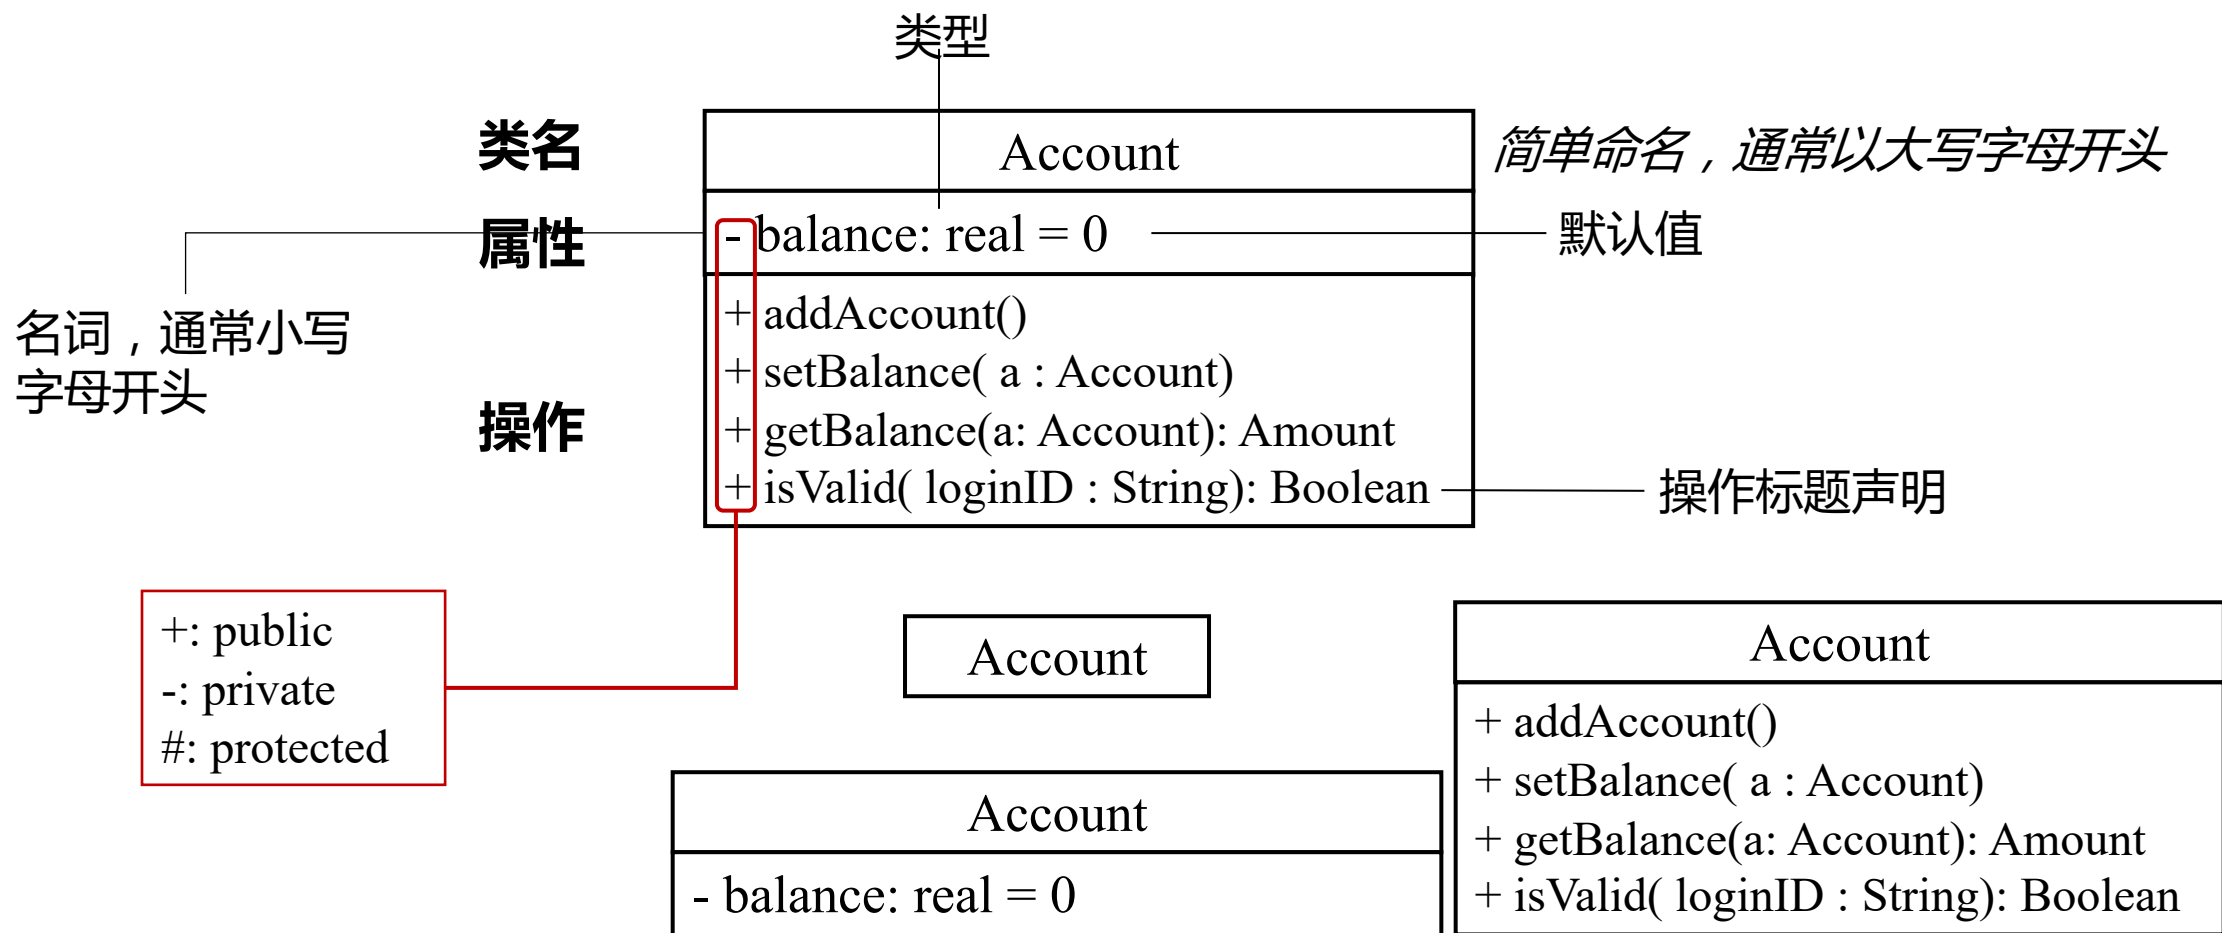 类型
类名
Account
简单命名，通常以大写字母开头
属性
- balance: real = 0
默认值
名词，通常小写
字母开头
操作
+ addAccount()
+ setBalance( a : Account)
+ getBalance(a: Account): Amount
+ isValid( loginID : String): Boolean
操作标题声明
+: public
-: private
#: protected
Account
Account
- balance: real = 0
Account
+ addAccount()
+ setBalance( a : Account)
+ getBalance(a: Account): Amount
+ isValid( loginID : String): Boolean